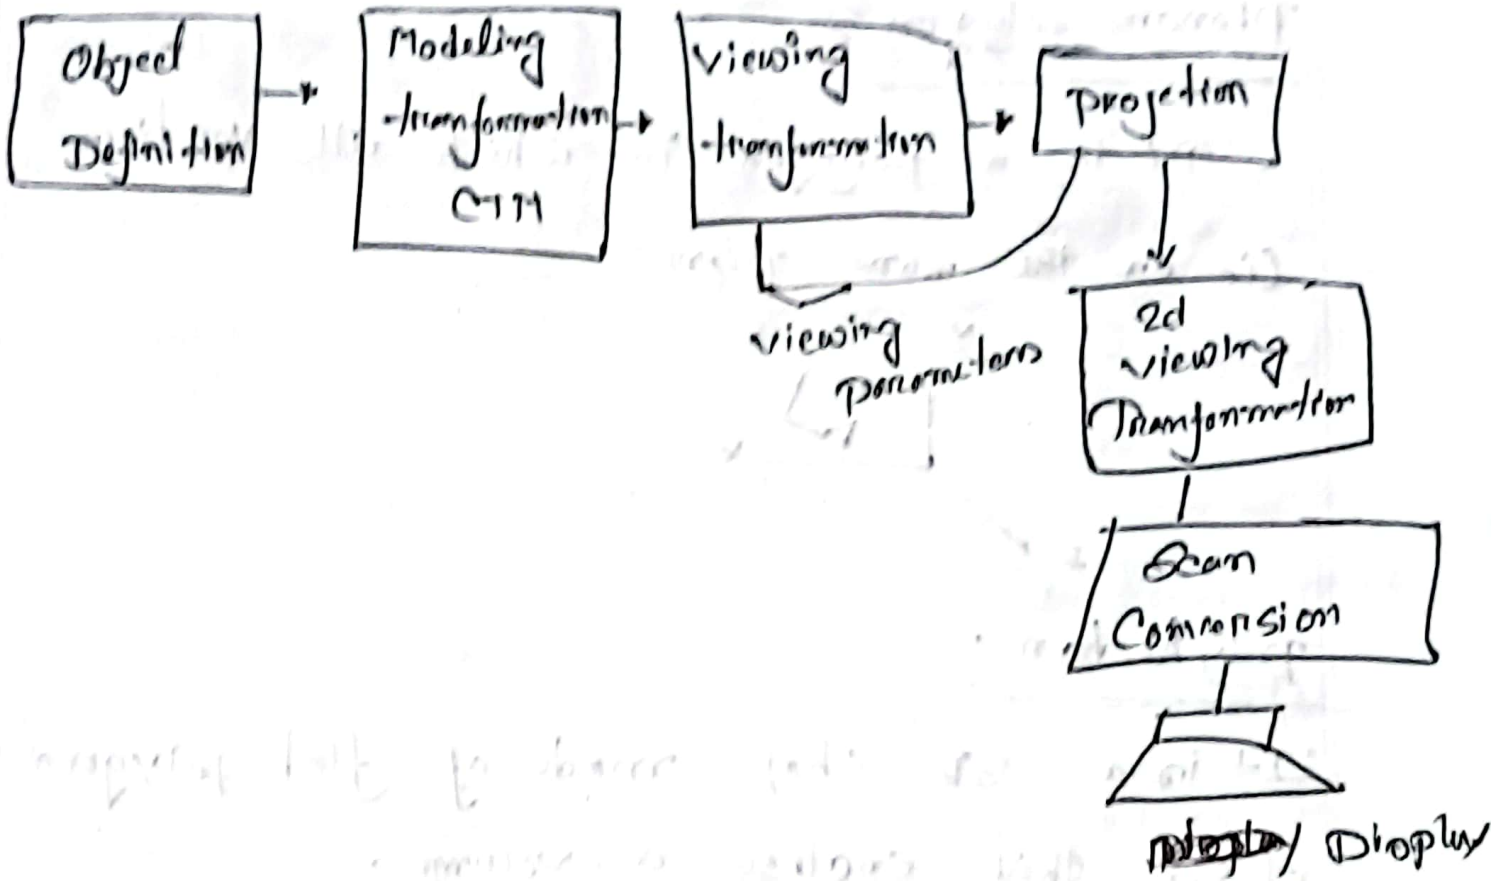 Object
Definition
Modeling
transformation
CTM
Viewing
transformation
projection
viewing
parameters
2d
viewing
Transformation
Scan
Conversion
Display